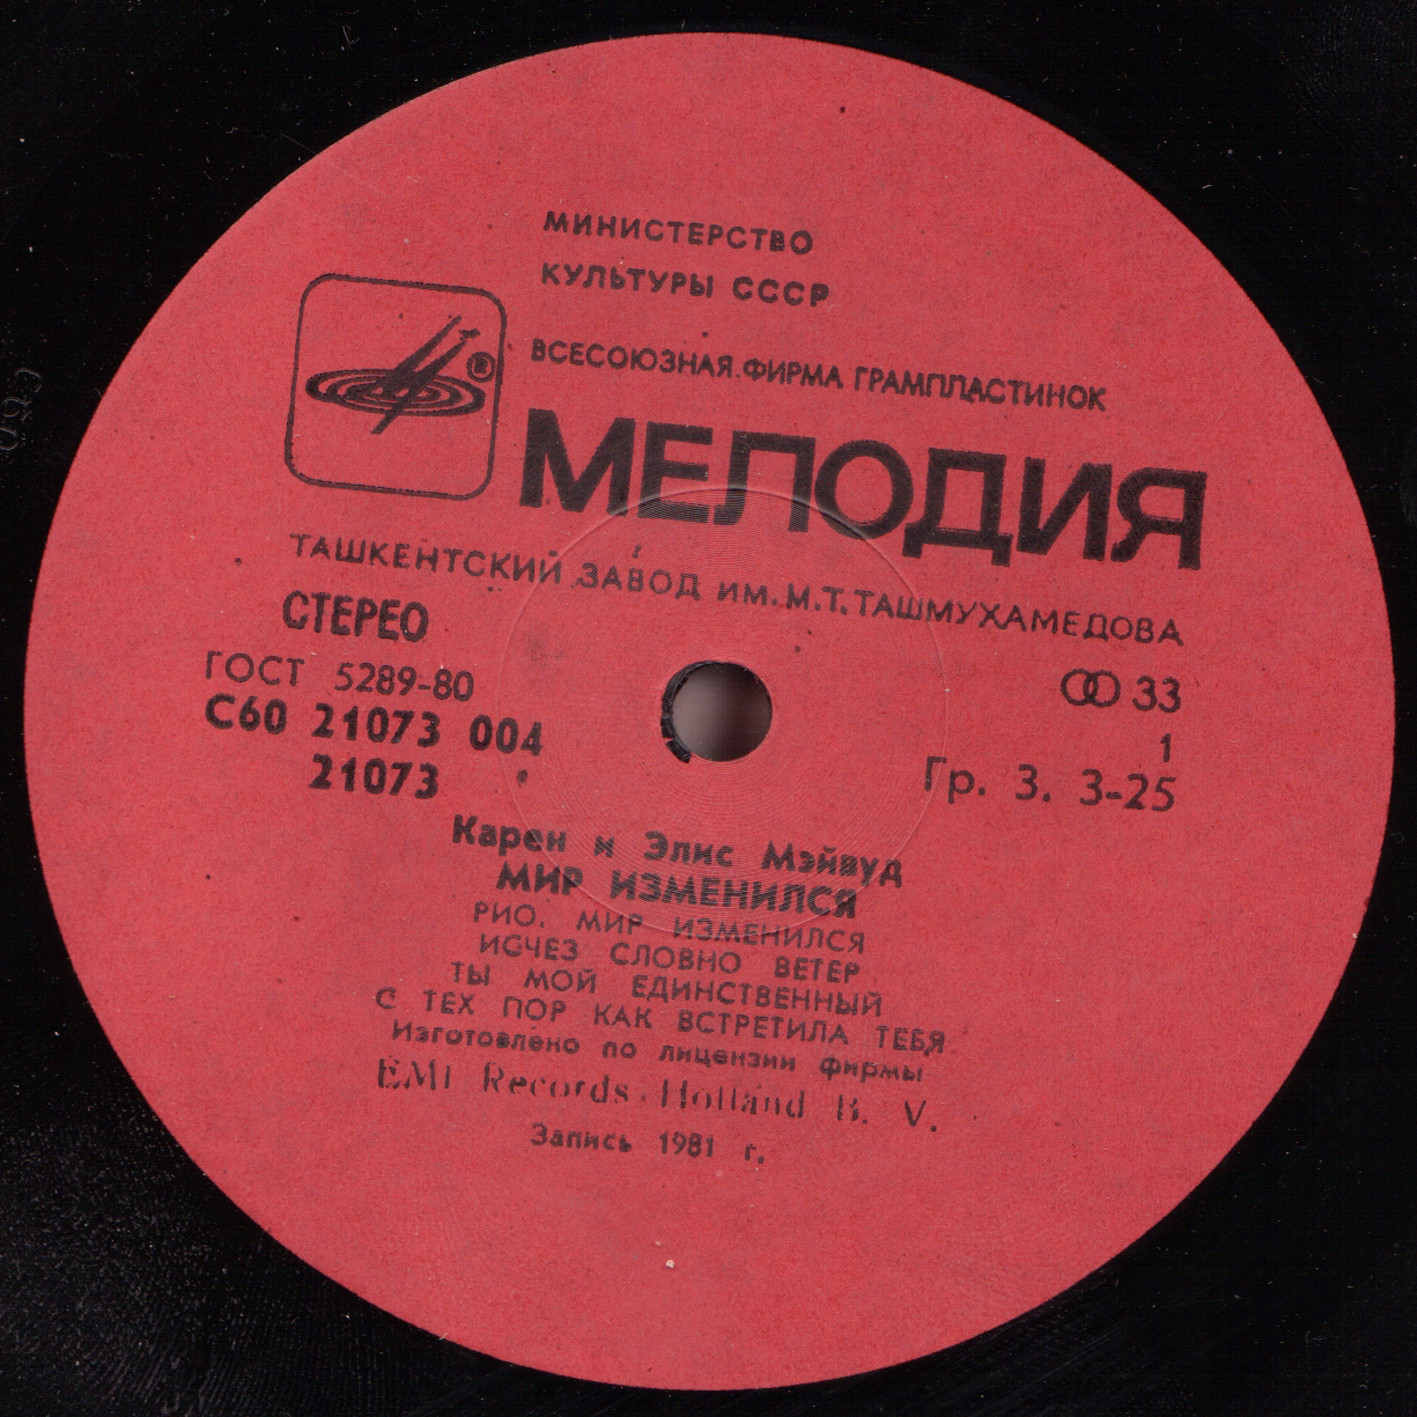 МИНИСТЕРСТВО
КУЛЬТУРЫ СССР
ВСЕСОЮЗНАЯ ФИРМА ГРАМПЛАСТИНОК
®
МЕЛОДИЯ
ТАШКЕНТСКИЙ ЗАВОД ИМ. М.Т. ТАШМУХАМЕДОВА
СТЕРЕО
ГОСТ 5289-80
33
С60 21073 004
1
21073
Гр. 3. 3-25
Карен и Элис Мэйвуд
МИР ИЗМЕНИЛСЯ
РИО. МИР ИЗМЕНИЛСЯ
ИСЧЕЗ СЛОВНО ВЕТЕР
ТЫ МОЙ ЕДИНСТВЕННЫЙ
С ТЕХ ПОР КАК ВСТРЕТИЛА ТЕБЯ
Изготовлено по лицензии фирмы
EMI Records Holland B. V.
Запись 1981 г.